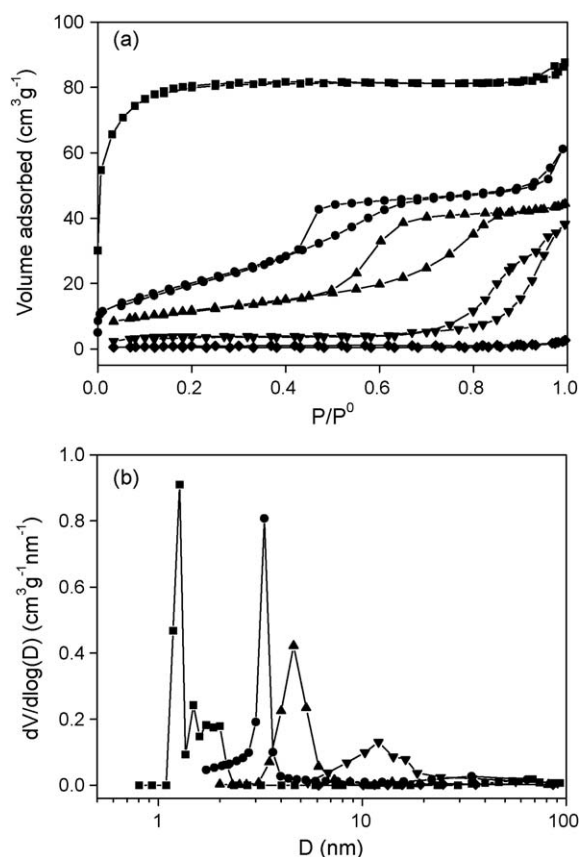 (a)
Volume adsorbed (cm³g⁻¹)
100
80
60
40
20
0
0.0 0.2 0.4 0.6 0.8 1.0
P/P⁰
(b)
dV/dlog(D) (cm³g⁻¹nm⁻¹)
1.0
0.8
0.6
0.4
0.2
0.0
1 10 100
D (nm)